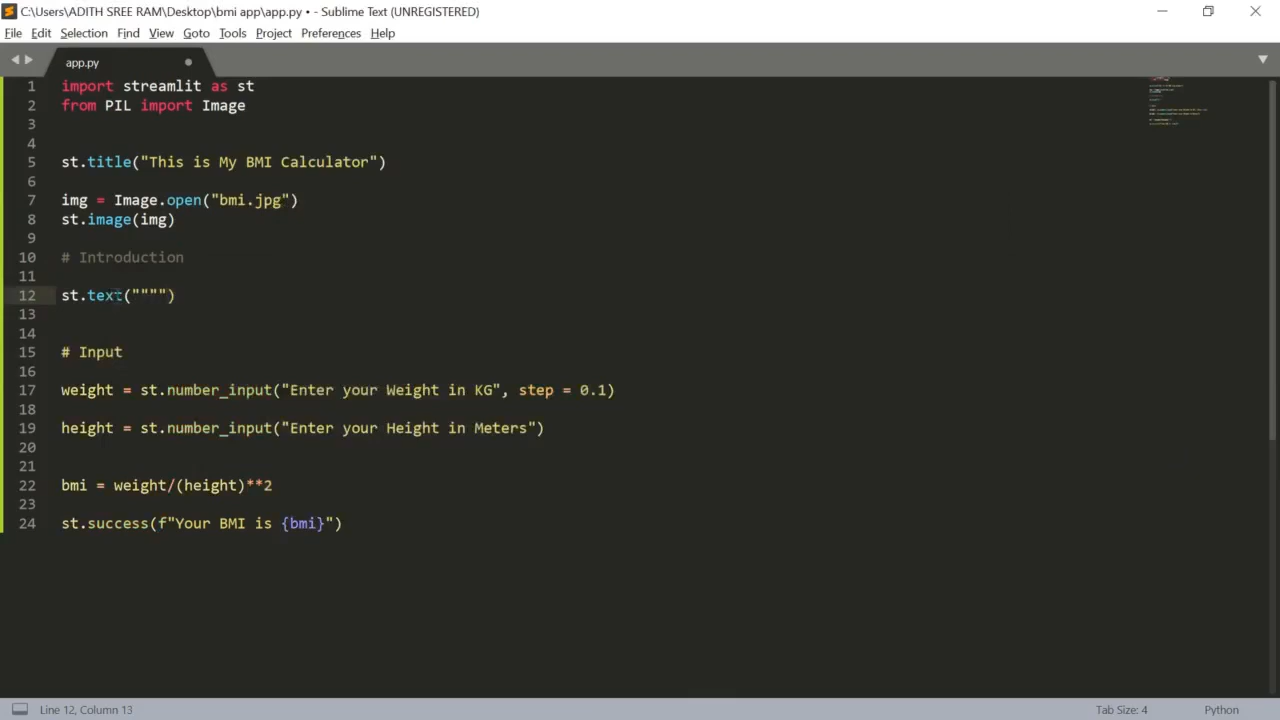 C:\Users\ADITH SREE RAM\Desktop\bmi app\app.py • - Sublime Text (UNREGISTERED)
File Edit Selection Find View Goto Tools Project Preferences Help
app.py
1 import streamlit as st
2 from PIL import Image
3
4
5 st.title("This is My BMI Calculator")
6
7 img = Image.open("bmi.jpg")
8 st.image(img)
9
10 # Introduction
11
12 st.text("""")
13
14
15 # Input
16
17 weight = st.number_input("Enter your Weight in KG", step = 0.1)
18
19 height = st.number_input("Enter your Height in Meters")
20
21
22 bmi = weight/(height)**2
23
24 st.success(f"Your BMI is {bmi}")
Line 12, Column 13 Tab Size: 4 Python